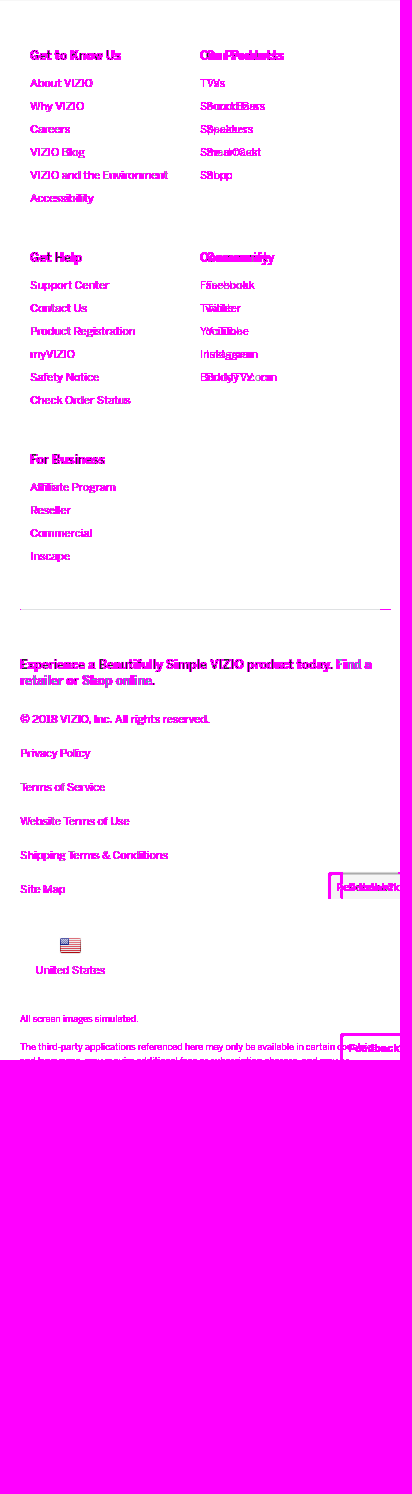 Get to Know Us
About VIZIO
Why VIZIO
Careers
VIZIO Blog
VIZIO and the Environment
Accessibility
Our Products
TVs
Sound Bars
Speakers
SmartCast
Shop
Get Help
Support Center
Contact Us
Product Registration
myVIZIO
Safety Notice
Check Order Status
Community
Facebook
Twitter
YouTube
Instagram
BuddyTV.com
For Business
Affiliate Program
Reseller
Commercial
Inscape
Experience a Beautifully Simple VIZIO product today. Find a
retailer or Shop online.
© 2018 VIZIO, Inc. All rights reserved.
Privacy Policy
Terms of Service
Website Terms of Use
Shipping Terms & Conditions
Site Map
United States
All screen images simulated.
The third-party applications referenced here may only be available in certain
Feedback